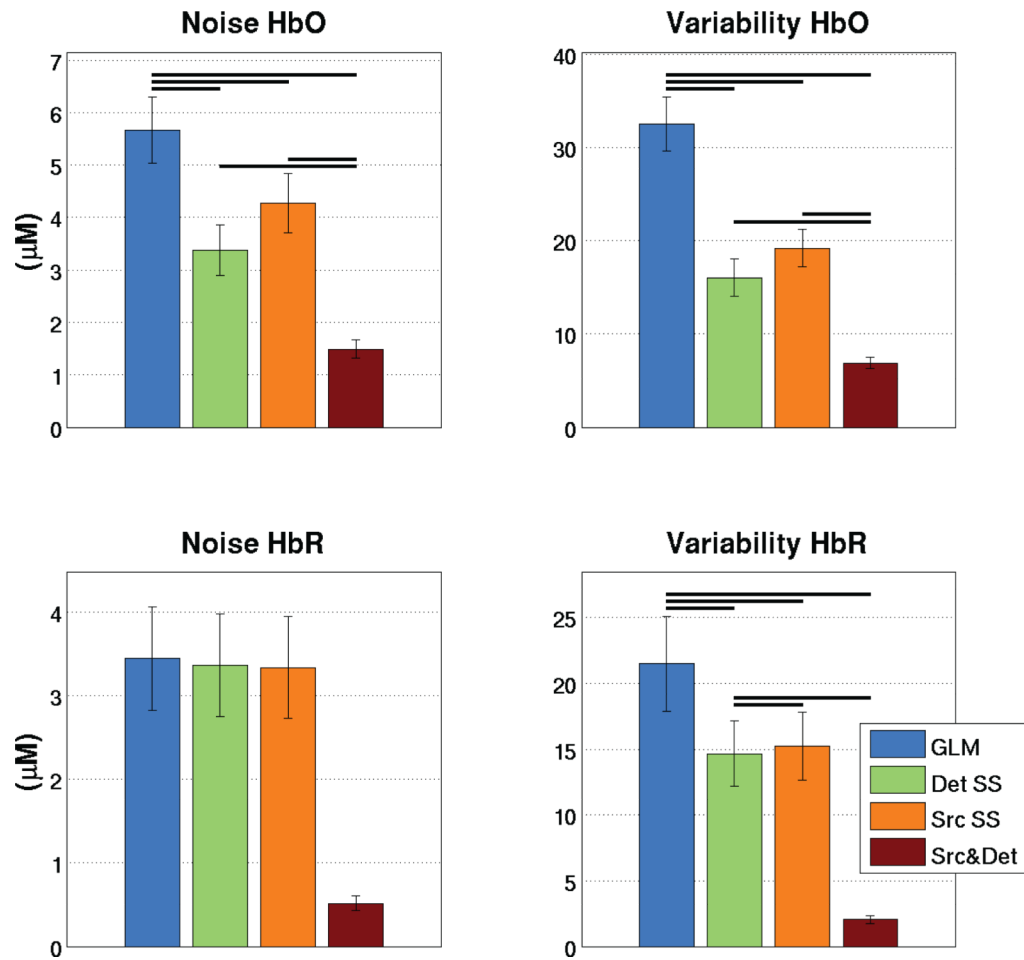 Noise HbO
7
6
5
4
3
2
1
0
(μM)
Variability HbO
40
30
20
10
0
Noise HbR
4
3
2
1
0
(μM)
Variability HbR
25
20
15
10
5
0
GLM
Det SS
Src SS
Src&Det